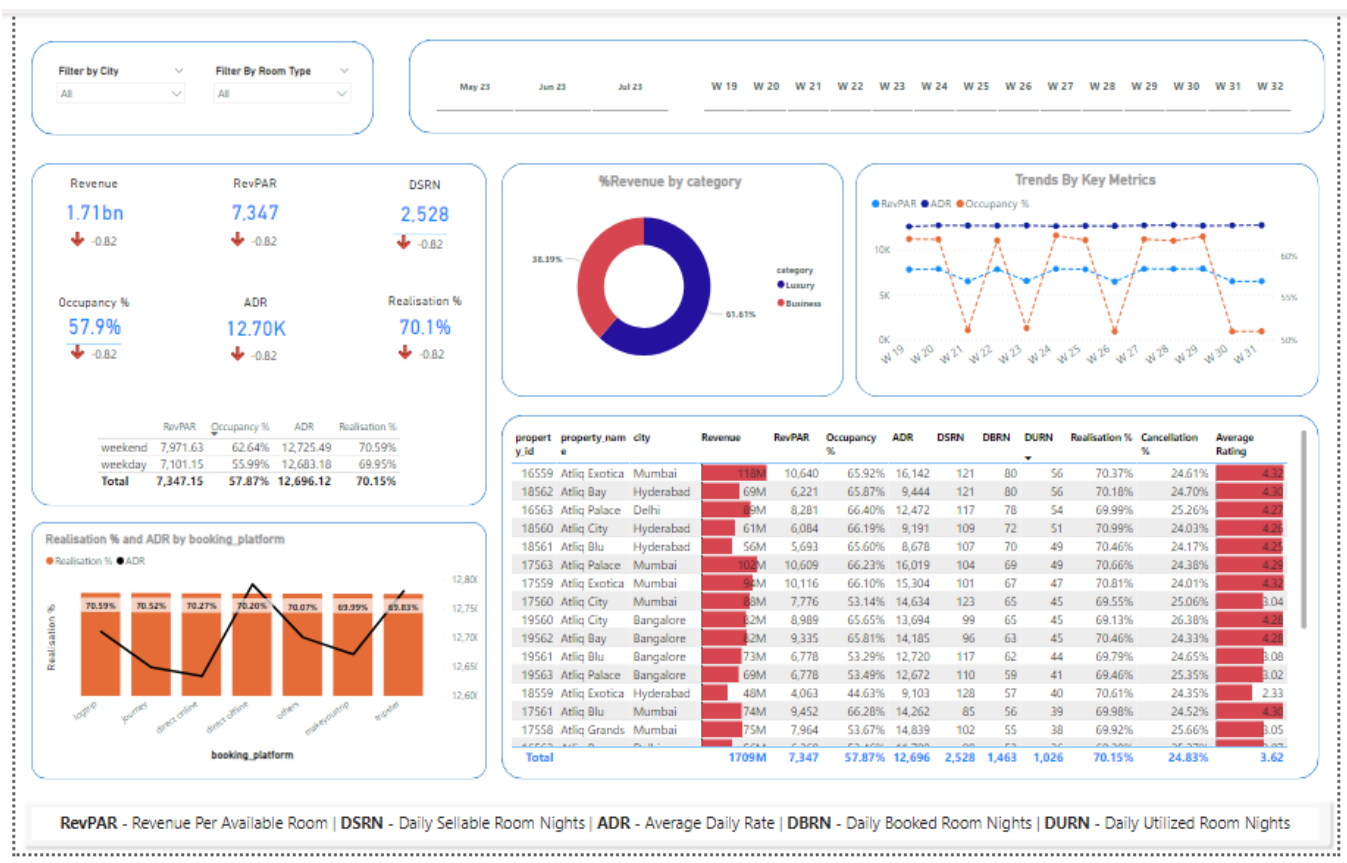 Filter by City
Filter By Room Type
All
All
May 23 Jun 23 Jul 23 W 19 W 20 W 21 W 22 W 23 W 24 W 25 W 26 W 27 W 28 W 29 W 30 W 31 W 32
Revenue RevPAR DSRN
1.71bn 7,347 2,528
-0.82 -0.82 -0.82
Occupancy % ADR Realisation %
57.9% 12.70K 70.1%
-0.82 -0.82 -0.82
RevPAR Occupancy % ADR Realisation %
weekend 7,971.63 62.64% 12,725.49 70.59%
weekday 7,101.15 55.99% 12,683.18 69.95%
Total 7,347.15 57.87% 12,696.12 70.15%
%Revenue by category
38.39%
61.61%
category
Luxury
Business
Trends By Key Metrics
RevPAR ADR Occupancy %
10K
5K
0K
60%
55%
50%
W 19 W 20 W 21 W 22 W 23 W 24 W 25 W 26 W 27 W 28 W 29 W 30 W 31
Realisation % and ADR by booking_platform
Realisation % ADR
Realisation %
70.59% 70.52% 70.27% 70.20% 70.07% 69.99% 69.83%
12,80
12,75
12,70
12,65
12,60
logtrip journey direct online direct offline others makeyourtrip tripster
booking_platform
propert property_nam city Revenue RevPAR Occupancy ADR DSRN DBRN DURN Realisation % Cancellation Average
y_id e % % Rating
16559 Atliq Exotica Mumbai 118M 10,640 65.92% 16,142 121 80 56 70.37% 24.61% 4.32
18562 Atliq Bay Hyderabad 69M 6,221 65.87% 9,444 121 80 56 70.18% 24.70% 4.30
16563 Atliq Palace Delhi 89M 8,281 66.40% 12,472 117 78 54 69.99% 25.26% 4.27
18560 Atliq City Hyderabad 61M 6,084 66.19% 9,191 109 72 51 70.99% 24.03% 4.26
18561 Atliq Blu Hyderabad 56M 5,693 65.60% 8,678 107 70 49 70.46% 24.17% 4.25
17563 Atliq Palace Mumbai 102M 10,609 66.23% 16,019 104 69 49 70.66% 24.38% 4.29
17559 Atliq Exotica Mumbai 94M 10,116 66.10% 15,304 101 67 47 70.81% 24.01% 4.32
17560 Atliq City Mumbai 88M 7,776 53.14% 14,634 123 65 45 69.55% 25.06% 3.04
19560 Atliq City Bangalore 82M 8,989 65.65% 13,694 99 65 45 69.13% 26.38% 4.28
19562 Atliq Bay Bangalore 82M 9,335 65.81% 14,185 96 63 45 70.46% 24.33% 4.28
19561 Atliq Blu Bangalore 73M 6,778 53.29% 12,720 117 62 44 69.79% 24.65% 3.08
19563 Atliq Palace Bangalore 69M 6,778 53.49% 12,672 110 59 41 69.46% 25.35% 3.02
18559 Atliq Exotica Hyderabad 48M 4,063 44.63% 9,103 128 57 40 70.61% 24.35% 2.33
17561 Atliq Blu Mumbai 74M 9,452 66.28% 14,262 85 56 39 69.98% 24.52% 4.30
17558 Atliq Grands Mumbai 75M 7,964 53.67% 14,839 102 55 38 69.92% 25.66% 3.05
Total 1709M 7,347 57.87% 12,696 2,528 1,463 1,026 70.15% 24.83% 3.62
RevPAR - Revenue Per Available Room | DSRN - Daily Sellable Room Nights | ADR - Average Daily Rate | DBRN - Daily Booked Room Nights | DURN - Daily Utilized Room Nights